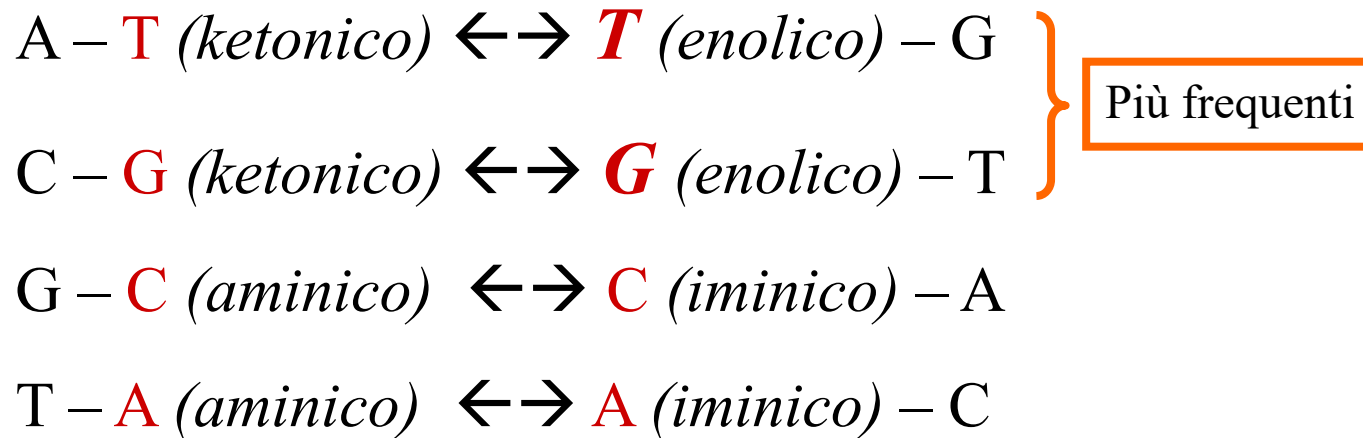 A – T (ketonico) ←→ T (enolico) – G
Più frequenti
C – G (ketonico) ←→ G (enolico) – T
G – C (aminico) ←→ C (iminico) – A
T – A (aminico) ←→ A (iminico) – C